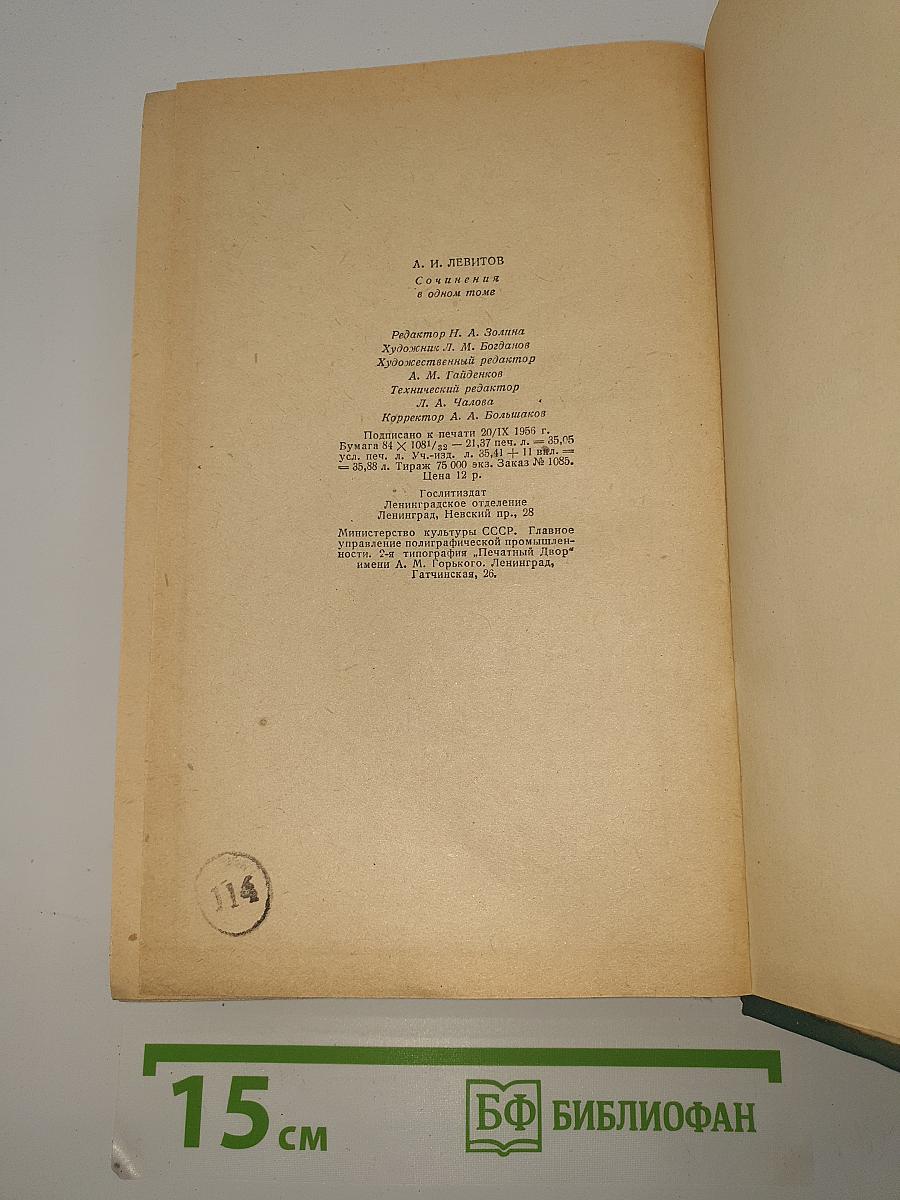 А. И. ЛЕВИТОВ
Сочинения
в одном томе
Редактор Н. А. Золина
Художник Л. М. Богданов
Художественный редактор
А. М. Гайденков
Технический редактор
Л. А. Чалова
Корректор А. А. Большаков
Подписано к печати 20/IX 1956 г.
Бумага 84 × 108¹/₃₂ — 21,37 печ. л. = 35,05
усл. печ. л. Уч.-изд. л. 35,41 + 11 вкл. =
= 35,88 л. Тираж 75 000 экз. Заказ № 1085.
Цена 12 р.
Гослитиздат
Ленинградское отделение
Ленинград, Невский пр., 28
Министерство культуры СССР. Главное
управление полиграфической промышлен-
ности. 2-я типография „Печатный Двор“
имени А. М. Горького. Ленинград,
Гатчинская, 26.
114
15 см
БФ БИБЛИОФАН